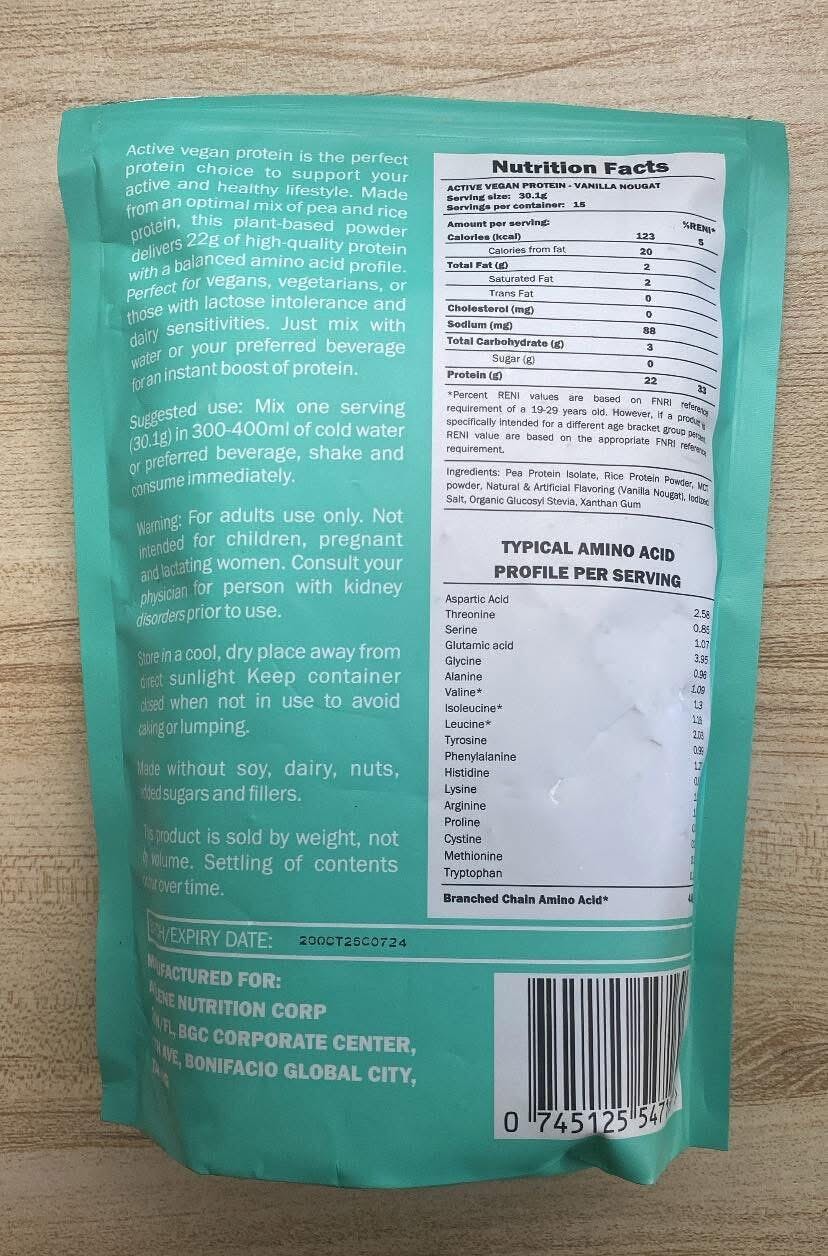 Active vegan protein is the perfect
protein choice to support your
active and healthy lifestyle. Made
from an optimal mix of pea and rice
protein, this plant-based powder
delivers 22g of high-quality protein
with a balanced amino acid profile.
Perfect for vegans, vegetarians, or
those with lactose intolerance and
dairy sensitivities. Just mix with
water or your preferred beverage
for an instant boost of protein.
Suggested use: Mix one serving
(30.1g) in 300-400ml of cold water
or preferred beverage, shake and
consume immediately.
Warning: For adults use only. Not
intended for children, pregnant
and lactating women. Consult your
physician for person with kidney
disorders prior to use.
Store in a cool, dry place away from
direct sunlight Keep container
closed when not in use to avoid
caking or lumping.
Made without soy, dairy, nuts,
added sugars and fillers.
product is sold by weight, not
volume. Settling of contents
over time.
/EXPIRY DATE: 20OCT25C0724
MANUFACTURED FOR:
NUTRITION CORP
BGC CORPORATE CENTER,
AVE, BONIFACIO GLOBAL CITY,
Nutrition Facts
ACTIVE VEGAN PROTEIN - VANILLA NOUGAT
Serving size: 30.1g
Servings per container: 15
Amount per serving: %RENI*
Calories (kcal) 123 5
Calories from fat 20
Total Fat (g) 2
Saturated Fat 2
Trans Fat 0
Cholesterol (mg) 0
Sodium (mg) 88
Total Carbohydrate (g) 3
Sugar (g) 0
Protein (g) 22 33
*Percent RENI values are based on FNRI reference
requirement of a 19-29 years old. However, if a product is
specifically intended for a different age bracket group percent
RENI value are based on the appropriate FNRI reference
requirement.
Ingredients: Pea Protein Isolate, Rice Protein Powder, MCT
powder, Natural & Artificial Flavoring (Vanilla Nougat), Iodized
Salt, Organic Glucosyl Stevia, Xanthan Gum
TYPICAL AMINO ACID
PROFILE PER SERVING
Aspartic Acid 2.58
Threonine 0.85
Serine 1.07
Glutamic acid 3.95
Glycine 0.96
Alanine 1.09
Valine* 1.3
Isoleucine* 1.18
Leucine* 2.03
Tyrosine 0.99
Phenylalanine
Histidine
Lysine
Arginine
Proline
Cystine
Methionine
Tryptophan
Branched Chain Amino Acid*
0 745125 547